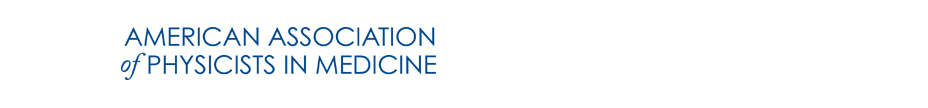 AMERICAN ASSOCIATION
of PHYSICISTS IN MEDICINE